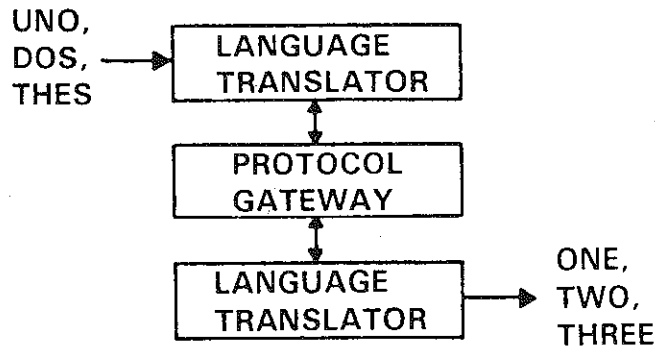 UNO,
DOS,
THES
LANGUAGE
TRANSLATOR
PROTOCOL
GATEWAY
LANGUAGE
TRANSLATOR
ONE,
TWO,
THREE